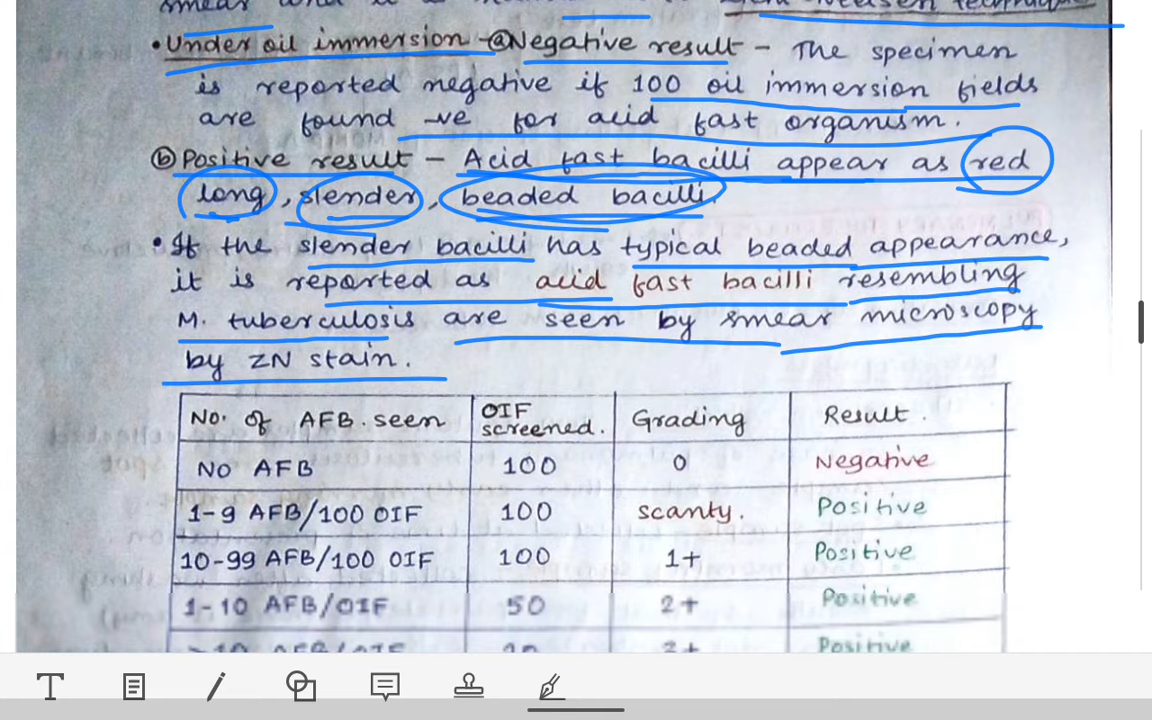 smear
• Under oil immersion - ⓐ Negative result - The specimen
is reported negative if 100 oil immersion fields
are found -ve for acid fast organism.
ⓑ Positive result - Acid fast bacilli appear as red
long, slender, beaded bacilli.
• If the slender bacilli has typical beaded appearance,
it is reported as acid fast bacilli resembling
M. tuberculosis are seen by smear microscopy
by ZN stain.
No. of AFB seen OIF screened. Grading Result.
No AFB 100 0 Negative
1-9 AFB/100 OIF 100 scanty. Positive
10-99 AFB/100 OIF 100 1+ Positive
1-10 AFB/OIF 50 2+ Positive
Positive
T